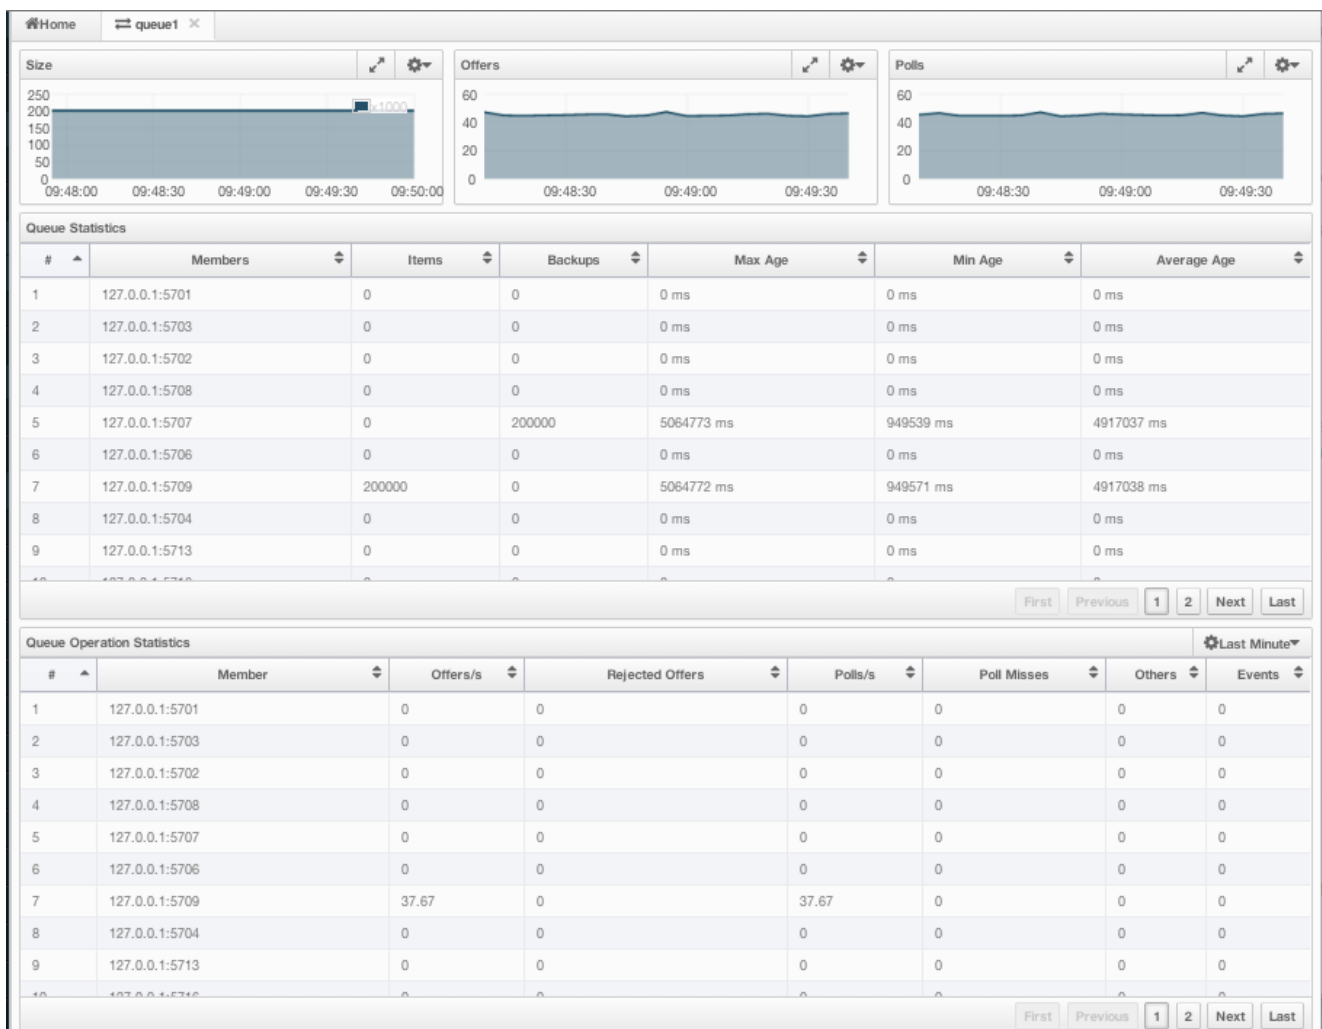 Home queue1
Size Offers Polls
250
200
150
100
50
0
x1000
09:48:00 09:48:30 09:49:00 09:49:30 09:50:00
60
40
20
0
09:48:30 09:49:00 09:49:30
60
40
20
0
09:48:30 09:49:00 09:49:30
Queue Statistics
# Members Items Backups Max Age Min Age Average Age
1 127.0.0.1:5701 0 0 0 ms 0 ms 0 ms
2 127.0.0.1:5703 0 0 0 ms 0 ms 0 ms
3 127.0.0.1:5702 0 0 0 ms 0 ms 0 ms
4 127.0.0.1:5708 0 0 0 ms 0 ms 0 ms
5 127.0.0.1:5707 0 200000 5064773 ms 949539 ms 4917037 ms
6 127.0.0.1:5706 0 0 0 ms 0 ms 0 ms
7 127.0.0.1:5709 200000 0 5064772 ms 949571 ms 4917038 ms
8 127.0.0.1:5704 0 0 0 ms 0 ms 0 ms
9 127.0.0.1:5713 0 0 0 ms 0 ms 0 ms
First Previous 1 2 Next Last
Queue Operation Statistics Last Minute
# Member Offers/s Rejected Offers Polls/s Poll Misses Others Events
1 127.0.0.1:5701 0 0 0 0 0 0
2 127.0.0.1:5703 0 0 0 0 0 0
3 127.0.0.1:5702 0 0 0 0 0 0
4 127.0.0.1:5708 0 0 0 0 0 0
5 127.0.0.1:5707 0 0 0 0 0 0
6 127.0.0.1:5706 0 0 0 0 0 0
7 127.0.0.1:5709 37.67 0 37.67 0 0 0
8 127.0.0.1:5704 0 0 0 0 0 0
9 127.0.0.1:5713 0 0 0 0 0 0
First Previous 1 2 Next Last